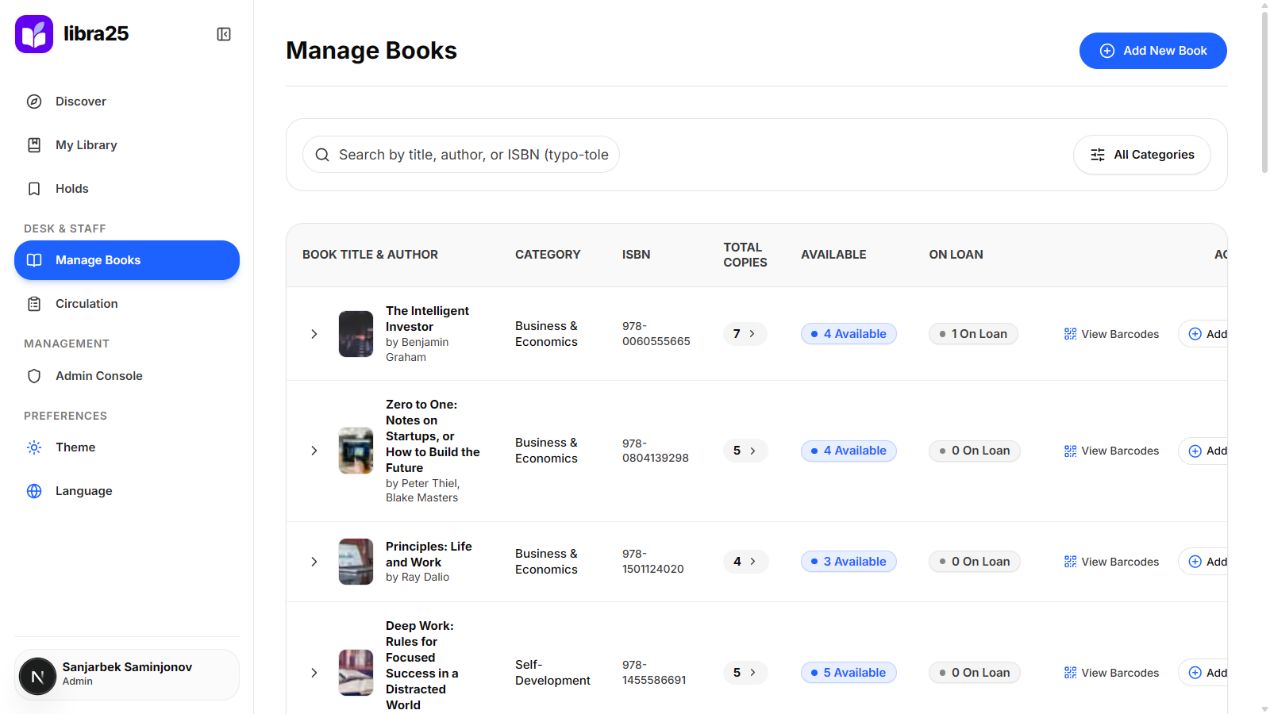 libra25
Discover
My Library
Holds
DESK & STAFF
Manage Books
Circulation
MANAGEMENT
Admin Console
PREFERENCES
Theme
Language
N
Sanjarbek Saminjonov
Admin
Manage Books
Add New Book
Search by title, author, or ISBN (typo-tole
All Categories
BOOK TITLE & AUTHOR
CATEGORY
ISBN
TOTAL
COPIES
AVAILABLE
ON LOAN
AC
The Intelligent
Investor
by Benjamin
Graham
Business &
Economics
978-
0060555665
7
4 Available
1 On Loan
View Barcodes
Add
Zero to One:
Notes on
Startups, or
How to Build the
Future
by Peter Thiel,
Blake Masters
Business &
Economics
978-
0804139298
5
4 Available
0 On Loan
View Barcodes
Add
Principles: Life
and Work
by Ray Dalio
Business &
Economics
978-
1501124020
4
3 Available
0 On Loan
View Barcodes
Add
Deep Work:
Rules for
Focused
Success in a
Distracted
World
Self-
Development
978-
1455586691
5
5 Available
0 On Loan
View Barcodes
Add